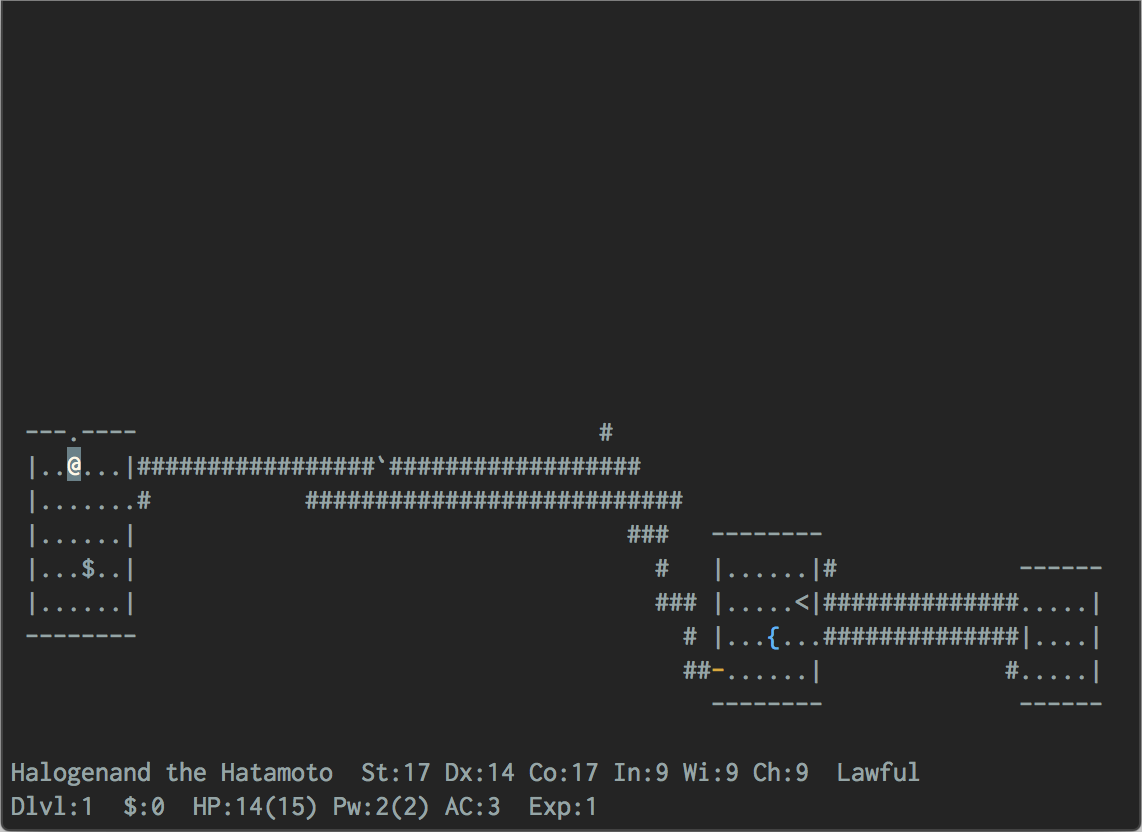 ---.----                                 #
 |..@...|#################`##################
 |.......#           ###########################
 |......|                                   ###   --------
 |...$..|                                     #   |......|#             ------
 |......|                                     ### |.....<|##############.....|
 --------                                       # |...{...##############|....|
                                                ##-......|             #.....|
                                                  --------              ------
Halogenand the Hatamoto  St:17 Dx:14 Co:17 In:9 Wi:9 Ch:9  Lawful
Dlvl:1  $:0  HP:14(15) Pw:2(2) AC:3  Exp:1